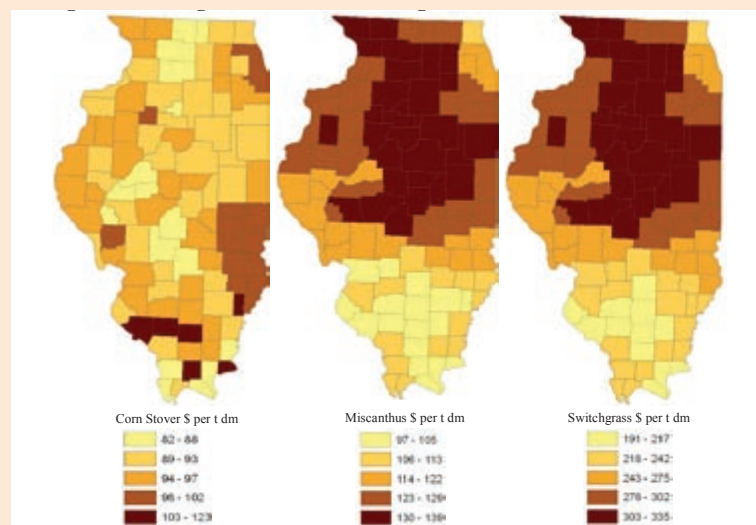 Corn Stover $ per t dm
82 - 88
89 - 93
94 - 97
98 - 102
103 - 123
Miscanthus $ per t dm
97 - 105
106 - 113
114 - 122
123 - 129
130 - 139
Switchgrass $ per t dm
191 - 217
218 - 242
243 - 275
276 - 302
303 - 335